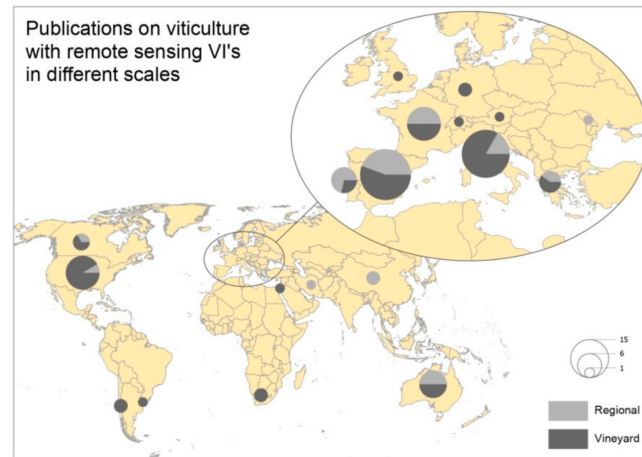 Publications on viticulture
with remote sensing VI's
in different scales
15
6
1
Regional
Vineyard